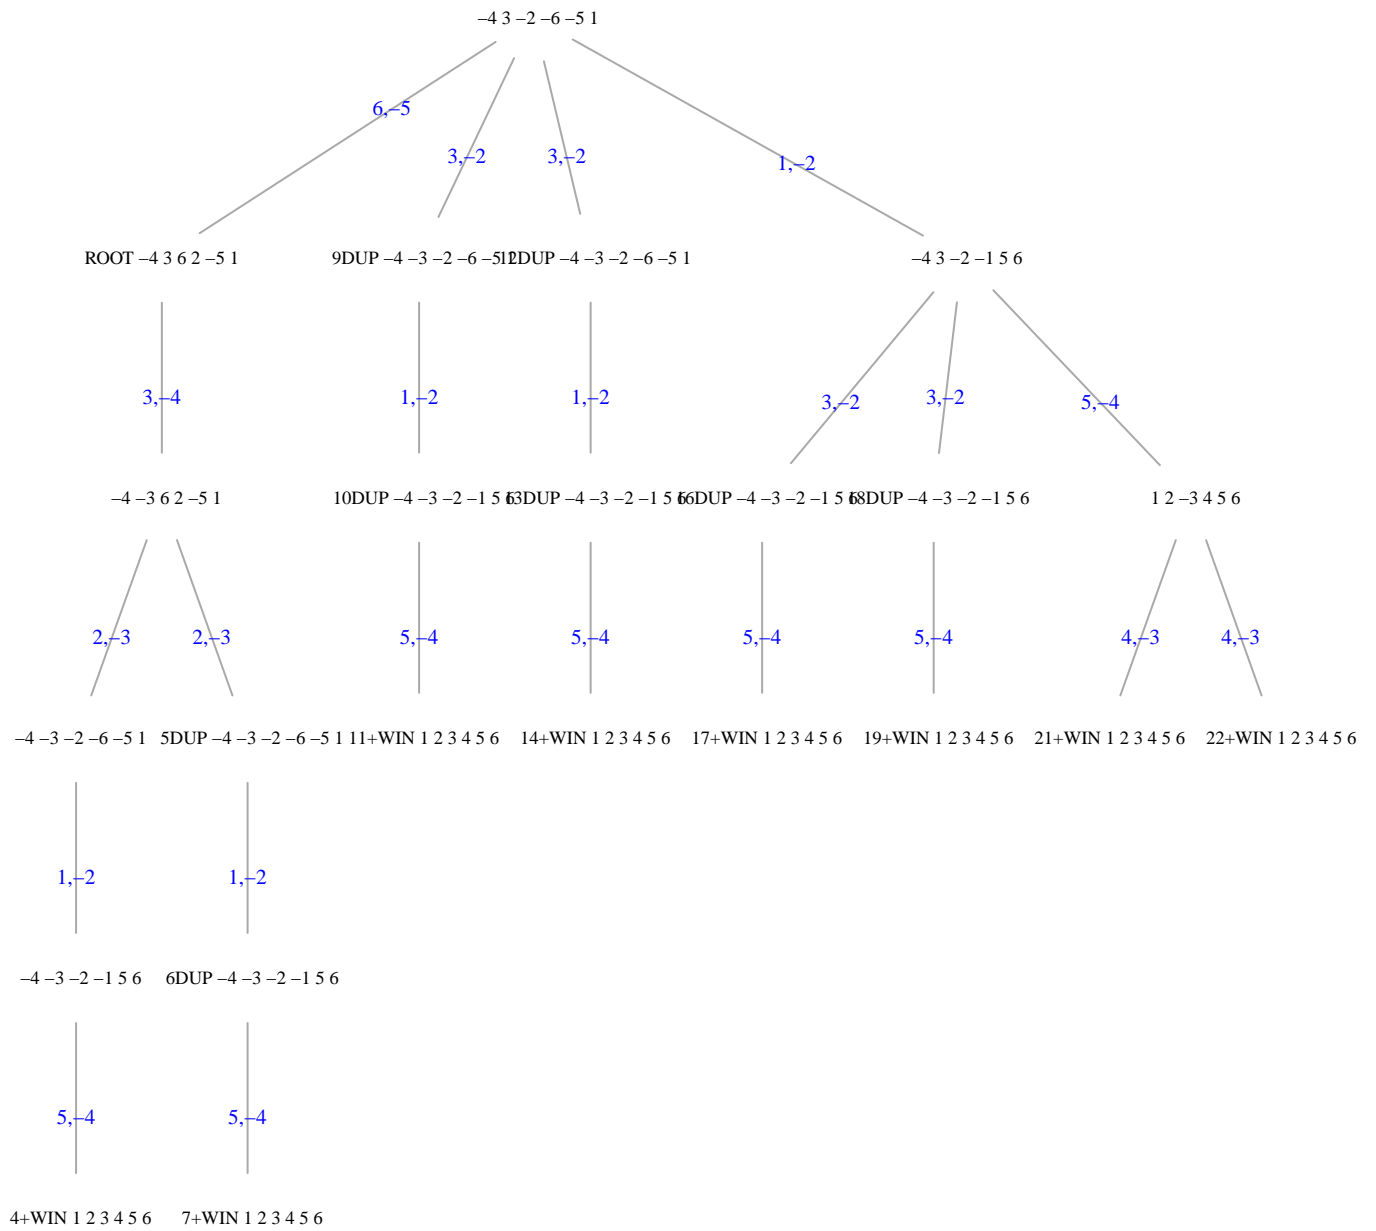 –4 3 –2 –6 –5 1
6,–5
3,–2 3,–2
1,–2
ROOT –4 3 6 2 –5 1 9DUP –4 –3 –2 –6 –5 1 12DUP –4 –3 –2 –6 –5 1 –4 3 –2 –1 5 6
3,–4 1,–2 1,–2 3,–2 3,–2 5,–4
–4 –3 6 2 –5 1 10DUP –4 –3 –2 –1 5 6 13DUP –4 –3 –2 –1 5 6 16DUP –4 –3 –2 –1 5 6 18DUP –4 –3 –2 –1 5 6 1 2 –3 4 5 6
2,–3 2,–3 5,–4 5,–4 5,–4 5,–4 4,–3 4,–3
–4 –3 –2 –6 –5 1 5DUP –4 –3 –2 –6 –5 1 11+WIN 1 2 3 4 5 6 14+WIN 1 2 3 4 5 6 17+WIN 1 2 3 4 5 6 19+WIN 1 2 3 4 5 6 21+WIN 1 2 3 4 5 6 22+WIN 1 2 3 4 5 6
1,–2 1,–2
–4 –3 –2 –1 5 6 6DUP –4 –3 –2 –1 5 6
5,–4 5,–4
4+WIN 1 2 3 4 5 6 7+WIN 1 2 3 4 5 6